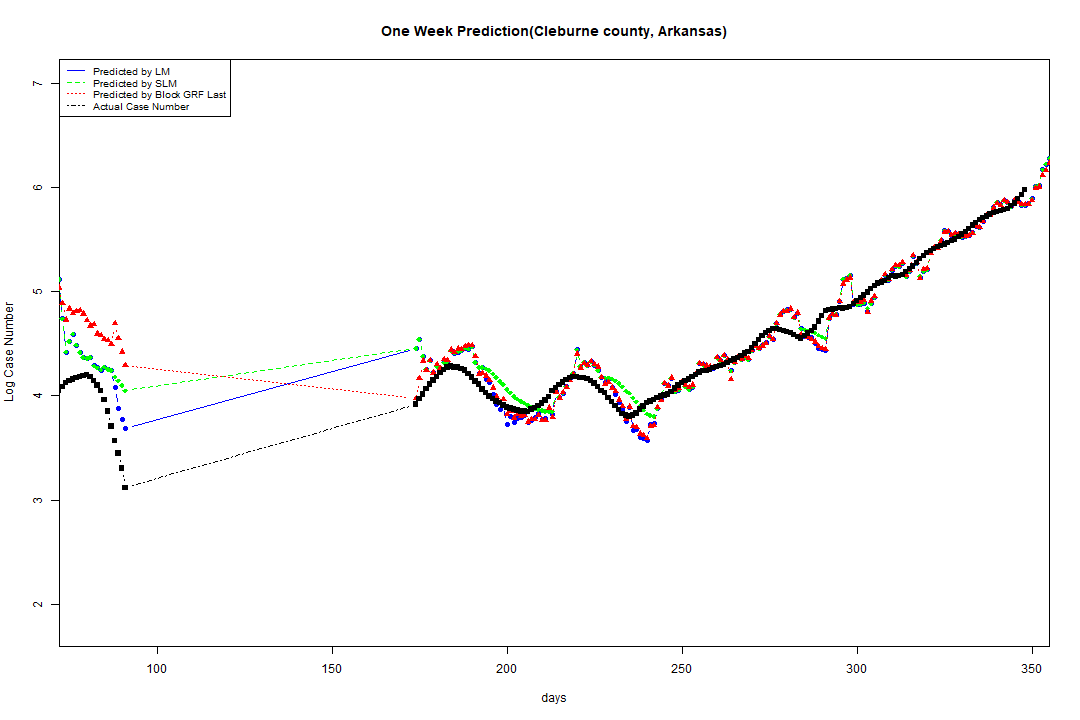 One Week Prediction(Cleburne county, Arkansas)
Predicted by LM
Predicted by SLM
Predicted by Block GRF Last
Actual Case Number
7
6
5
4
3
2
Log Case Number
100 150 200 250 300 350
days